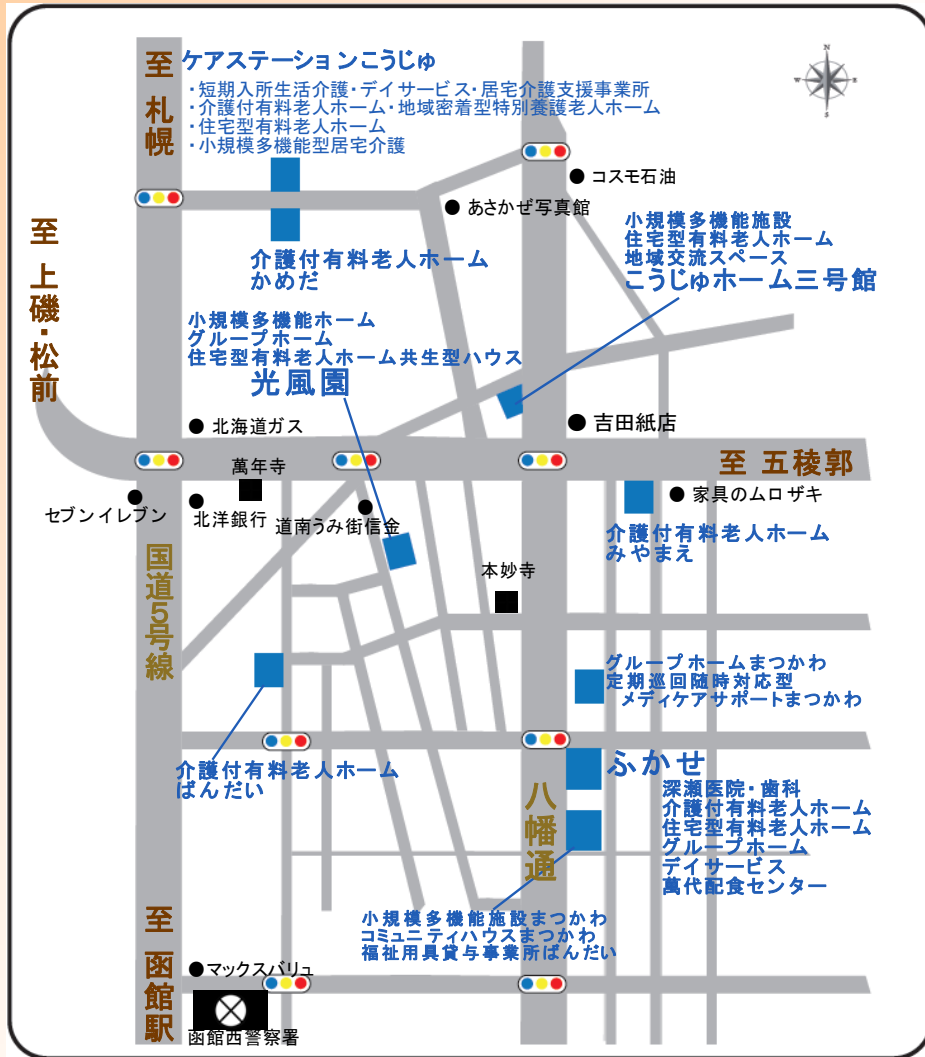 至 札幌
ケアステーションこうじゅ
・短期入所生活介護・デイサービス・居宅介護支援事業所
・介護付有料老人ホーム・地域密着型特別養護老人ホーム
・住宅型有料老人ホーム
・小規模多機能型居宅介護
N
W
E
S
コスモ石油
あさかぜ写真館
至 上磯・松前
介護付有料老人ホーム
かめだ
小規模多機能施設
住宅型有料老人ホーム
地域交流スペース
こうじゅホーム三号館
小規模多機能ホーム
グループホーム
住宅型有料老人ホーム共生型ハウス
光風園
北海道ガス
吉田紙店
萬年寺
至 五稜郭
セブンイレブン
北洋銀行
道南うみ街信金
家具のムロザキ
介護付有料老人ホーム
みやまえ
国道5号線
本妙寺
グループホームまつかわ
定期巡回随時対応型
メディケアサポートまつかわ
介護付有料老人ホーム
ばんだい
八幡通
ふかせ
深瀬医院・歯科
介護付有料老人ホーム
住宅型有料老人ホーム
グループホーム
デイサービス
萬代配食センター
小規模多機能施設まつかわ
コミュニティハウスまつかわ
福祉用具貸与事業所ばんだい
至 函館駅
マックスバリュ
函館西警察署